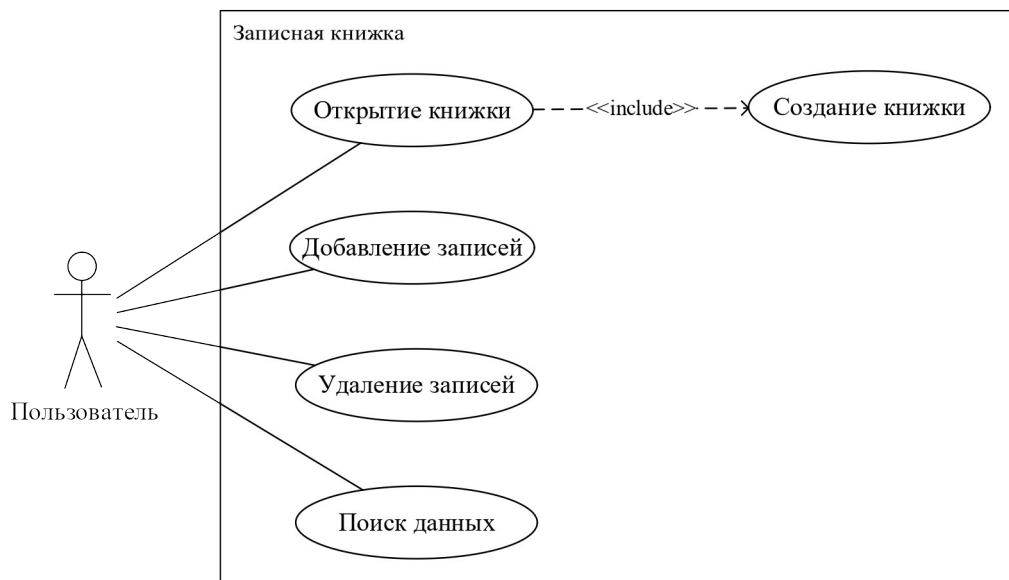 Записная книжка
Открытие книжки
<<include>>
Создание книжки
Добавление записей
Удаление записей
Пользователь
Поиск данных